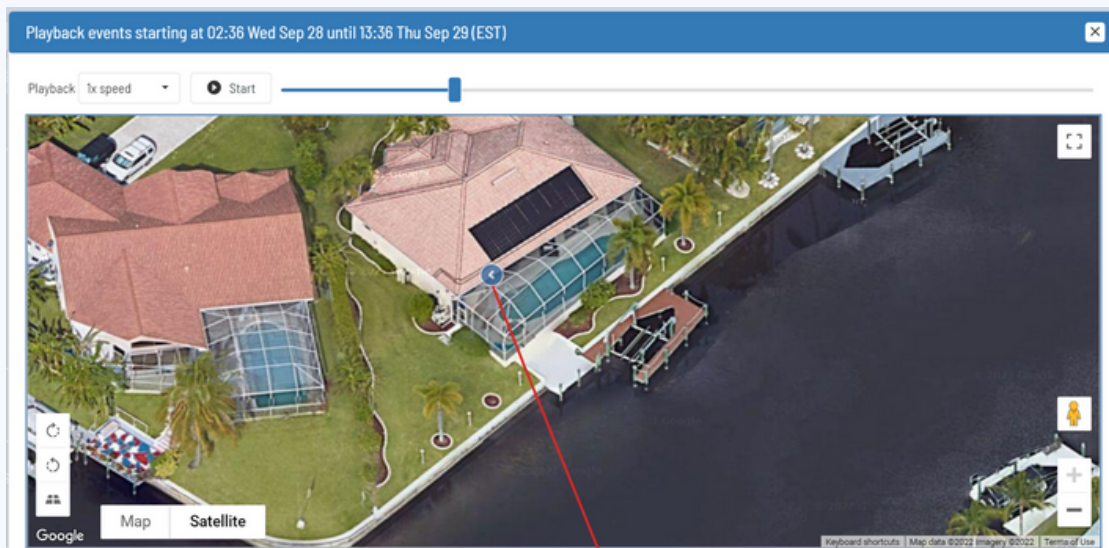 Playback events starting at 02:36 Wed Sep 28 until 13:36 Thu Sep 29 (EST)
Playback 1x speed Start
Map Satellite
Google
Keyboard shortcuts Map data ©2022 Imagery ©2022 Terms of Use